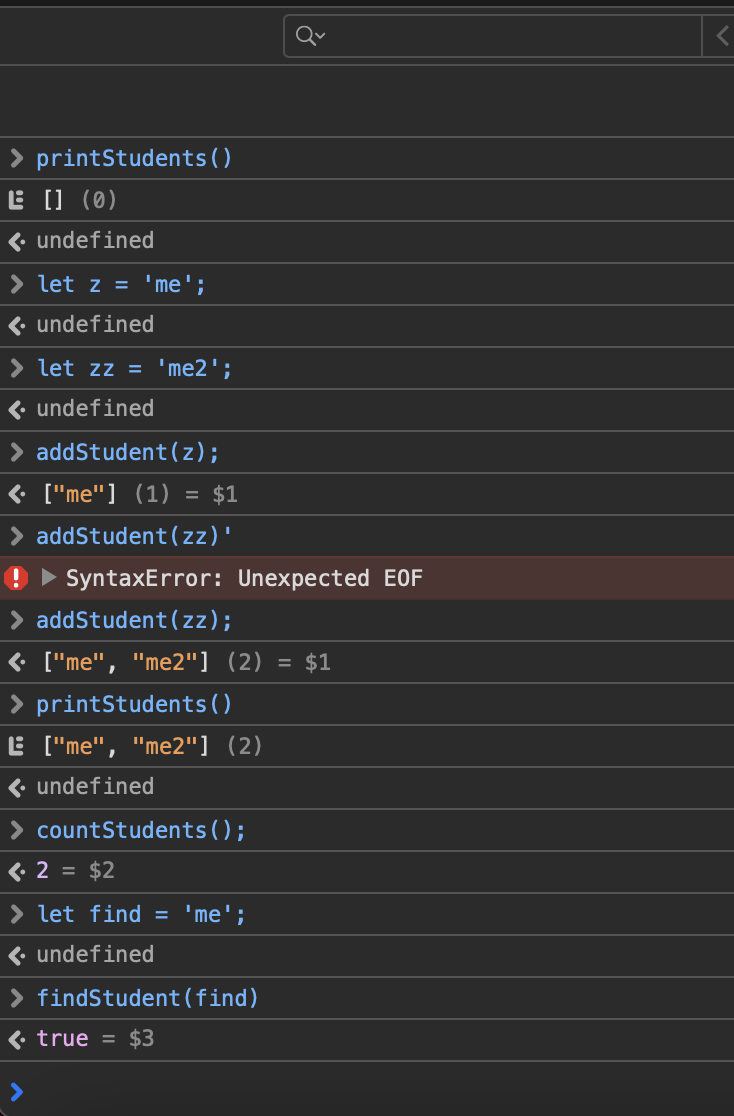 printStudents()
[] (0)
undefined
let z = 'me';
undefined
let zz = 'me2';
undefined
addStudent(z);
["me"] (1) = $1
addStudent(zz)'
SyntaxError: Unexpected EOF
addStudent(zz);
["me", "me2"] (2) = $1
printStudents()
["me", "me2"] (2)
undefined
countStudents();
2 = $2
let find = 'me';
undefined
findStudent(find)
true = $3